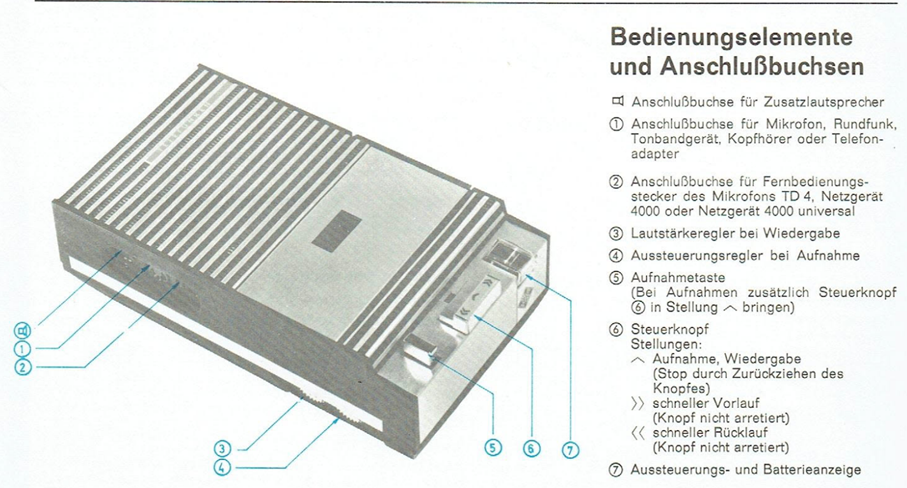 Bedienungselemente
und Anschlußbuchsen
Anschlußbuchse für Zusatzlautsprecher
① Anschlußbuchse für Mikrofon, Rundfunk,
Tonbandgerät, Kopfhörer oder Telefon-
adapter
② Anschlußbuchse für Fernbedienungs-
stecker des Mikrofons TD 4, Netzgerät
4000 oder Netzgerät 4000 universal
③ Lautstärkeregler bei Wiedergabe
④ Aussteuerungsregler bei Aufnahme
⑤ Aufnahmetaste
(Bei Aufnahmen zusätzlich Steuerknopf
⑥ in Stellung ︿ bringen)
⑥ Steuerknopf
Stellungen:
︿ Aufnahme, Wiedergabe
(Stop durch Zurückziehen des
Knopfes)
〉〉 schneller Vorlauf
(Knopf nicht arretiert)
〈〈 schneller Rücklauf
(Knopf nicht arretiert)
⑦ Aussteuerungs- und Batterieanzeige
①
②
③
④
⑤
⑥
⑦